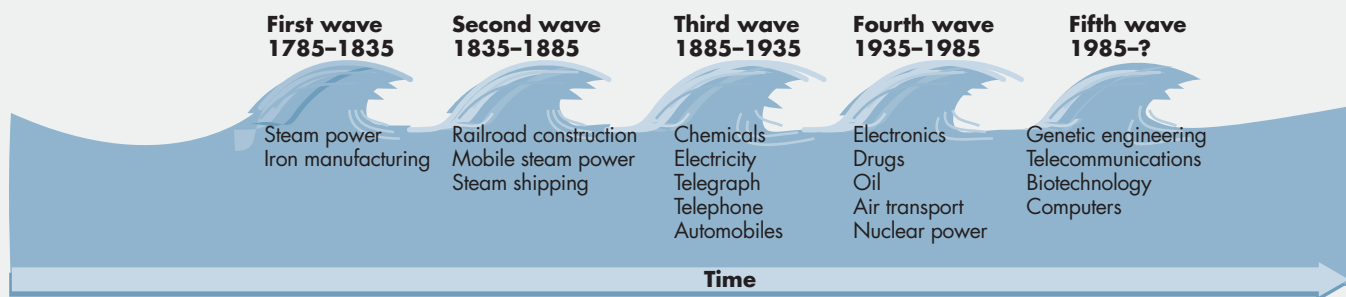 First wave
1785–1835
Second wave
1835–1885
Third wave
1885–1935
Fourth wave
1935–1985
Fifth wave
1985–?
Steam power
Iron manufacturing
Railroad construction
Mobile steam power
Steam shipping
Chemicals
Electricity
Telegraph
Telephone
Automobiles
Electronics
Drugs
Oil
Air transport
Nuclear power
Genetic engineering
Telecommunications
Biotechnology
Computers
Time